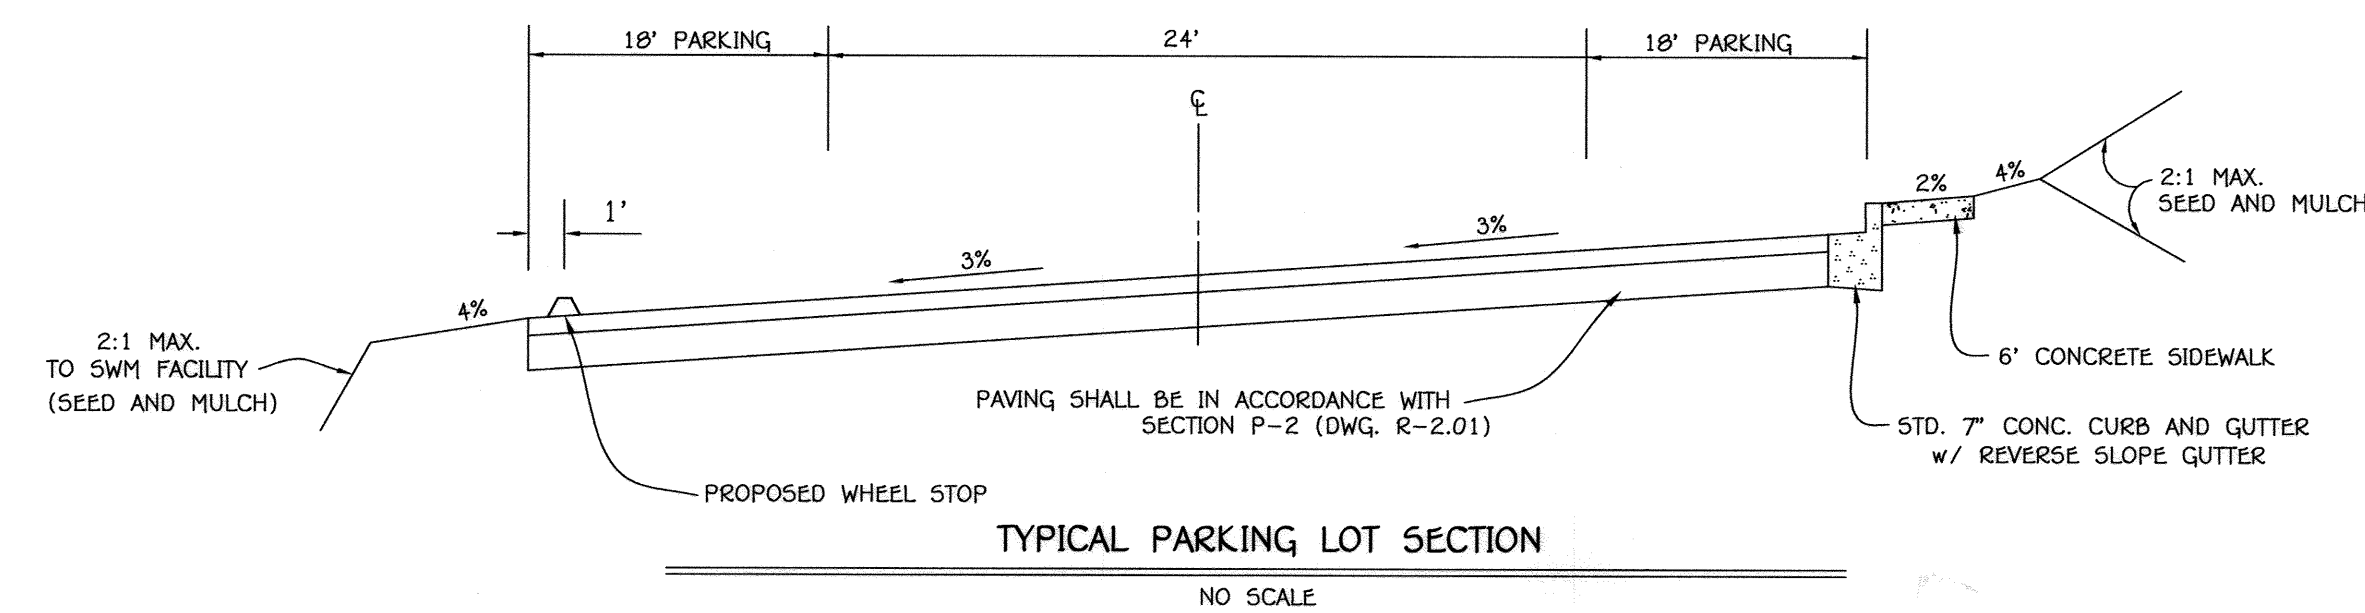 18' PARKING
24'
18' PARKING
℄
1'
3%
3%
4%
2%
4%
2:1 MAX.
SEED AND MULCH
2:1 MAX.
TO SWM FACILITY
(SEED AND MULCH)
6' CONCRETE SIDEWALK
PAVING SHALL BE IN ACCORDANCE WITH
SECTION P-2 (DWG. R-2.01)
STD. 7" CONC. CURB AND GUTTER
w/ REVERSE SLOPE GUTTER
PROPOSED WHEEL STOP
TYPICAL PARKING LOT SECTION
NO SCALE